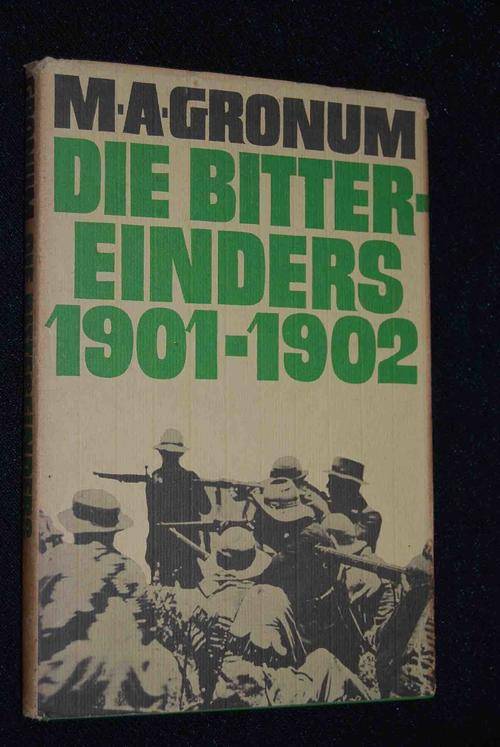 M·A·GRONUM
DIE BITTER-
EINDERS
1901-1902